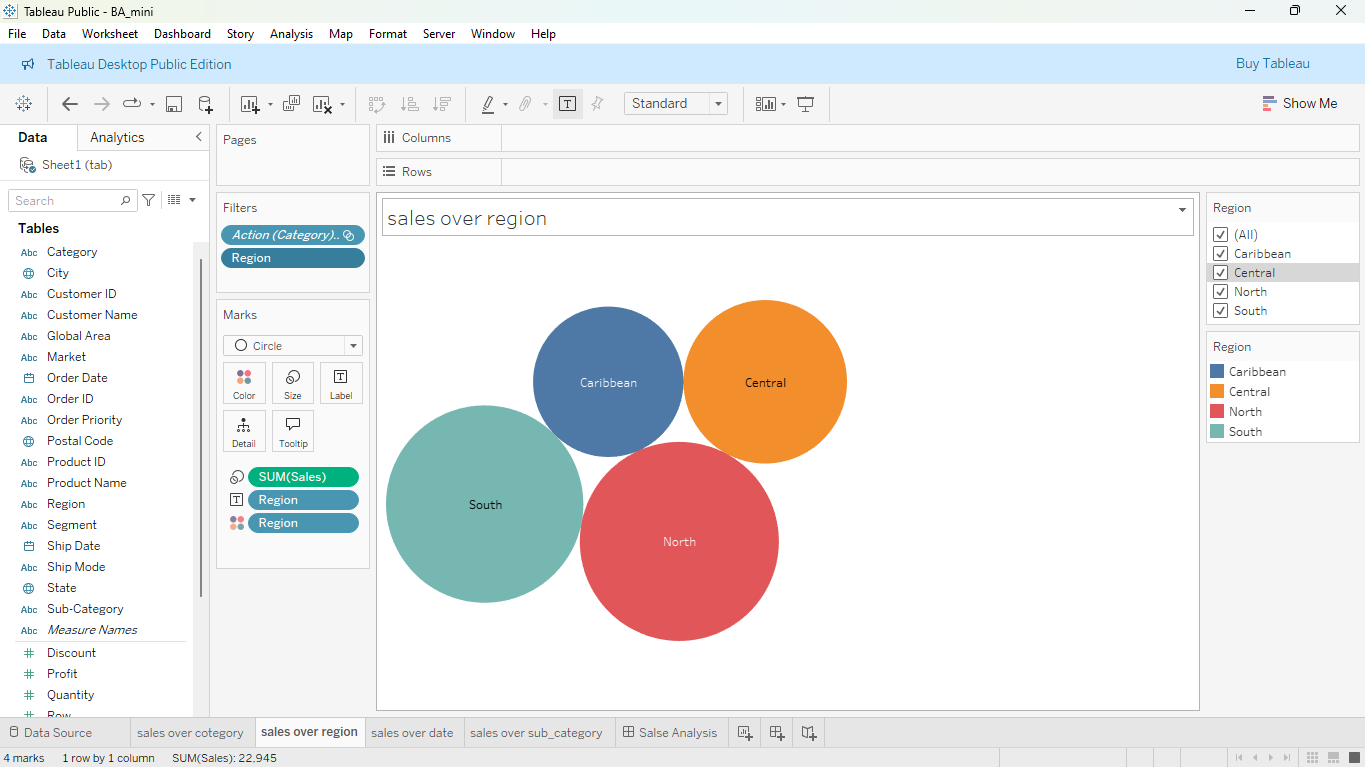 Tableau Public - BA_mini
File Data Worksheet Dashboard Story Analysis Map Format Server Window Help
Tableau Desktop Public Edition
Buy Tableau
Standard
Show Me
Data
Analytics
Sheet1 (tab)
Search
Tables
Abc Category
City
Abc Customer ID
Abc Customer Name
Abc Global Area
Abc Market
Order Date
Abc Order ID
Abc Order Priority
Postal Code
Abc Product ID
Abc Product Name
Abc Region
Abc Segment
Ship Date
Abc Ship Mode
State
Abc Sub-Category
Abc Measure Names
# Discount
# Profit
# Quantity
# Row
Pages
Filters
Action (Category)..
Region
Marks
Circle
Color
Size
T
Label
Detail
Tooltip
SUM(Sales)
T Region
Region
Columns
Rows
sales over region
Caribbean
Central
South
North
Region
(All)
Caribbean
Central
North
South
Region
Caribbean
Central
North
South
Data Source
sales over cotegory
sales over region
sales over date
sales over sub_category
Salse Analysis
4 marks
1 row by 1 column
SUM(Sales): 22,945